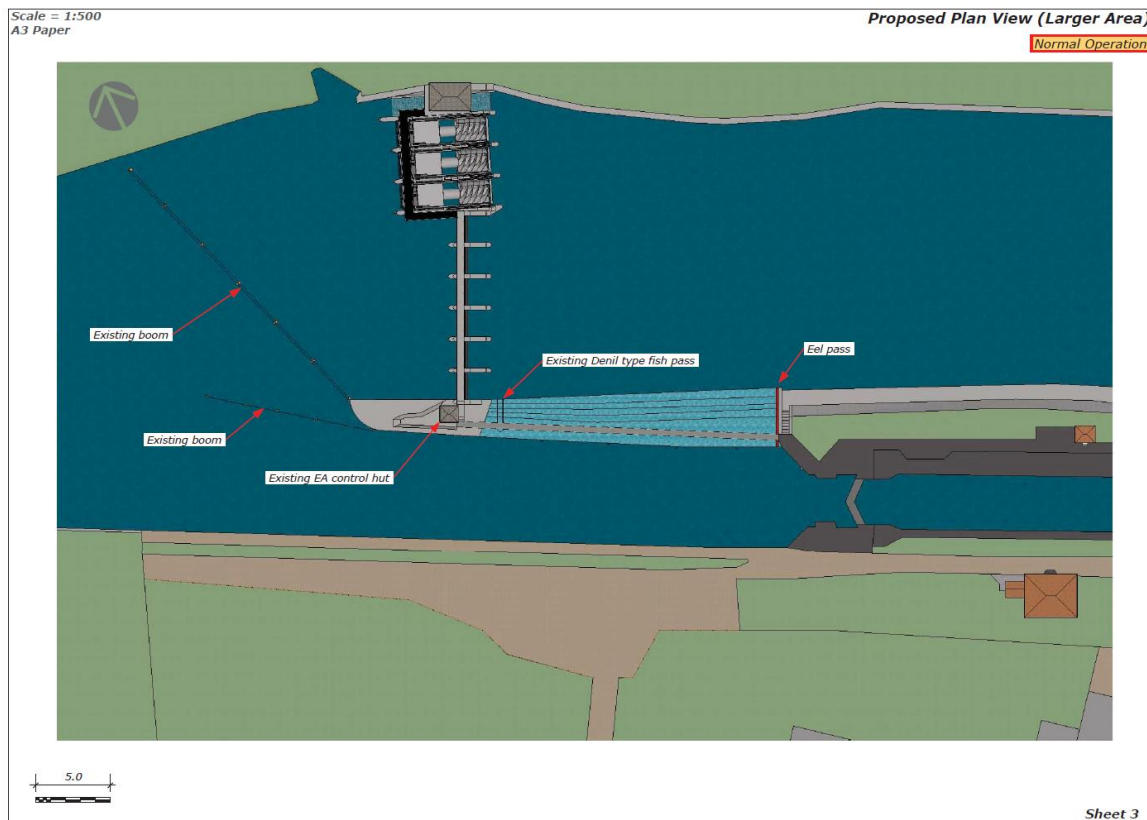 Scale = 1:500
A3 Paper
Proposed Plan View (Larger Area)
Normal Operation
Existing boom
Existing Denil type fish pass
Eel pass
Existing boom
Existing EA control hut
5.0
Sheet 3